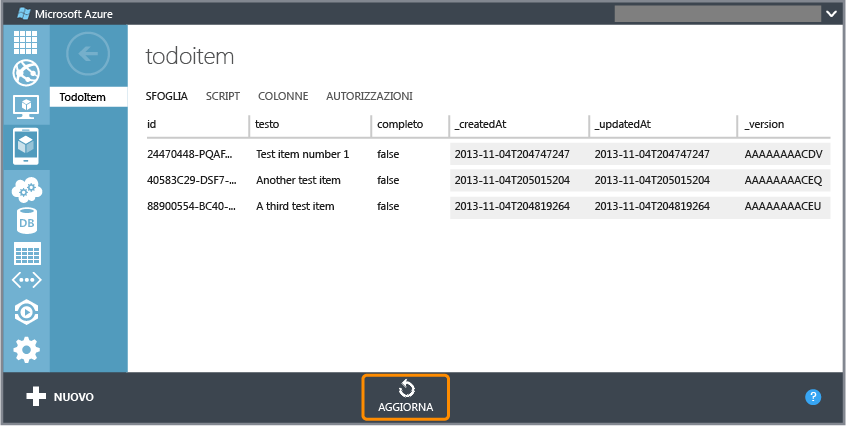 Microsoft Azure
todoitem
TodoItem
SFOGLIA SCRIPT COLONNE AUTORIZZAZIONI
id testo completo _createdAt _updatedAt _version
24470448-PQAF... Test item number 1 false 2013-11-04T204747247 2013-11-04T204747247 AAAAAAAACDV
40583C29-DSF7-... Another test item false 2013-11-04T205015204 2013-11-04T205015204 AAAAAAAACEQ
88900554-BC40-... A third test item false 2013-11-04T204819264 2013-11-04T204819264 AAAAAAAACEU
DB
NUOVO AGGIORNA ?